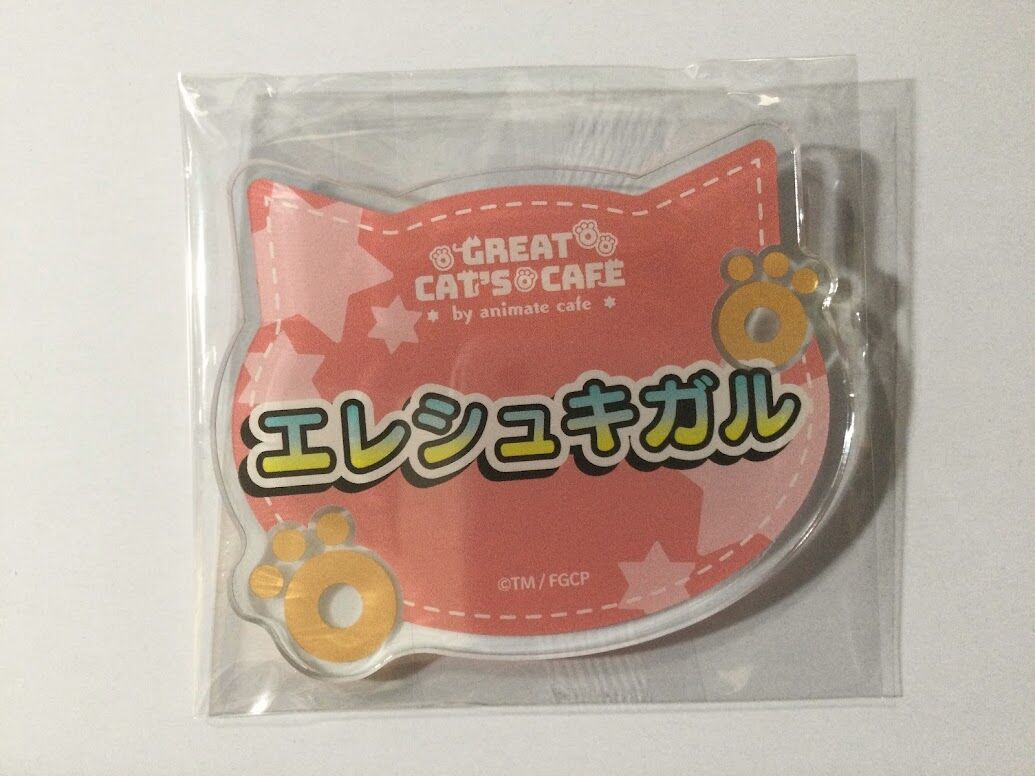 GREAT
CAT'S CAFE
by animate cafe
エレシュキガル
©TM / FGCP